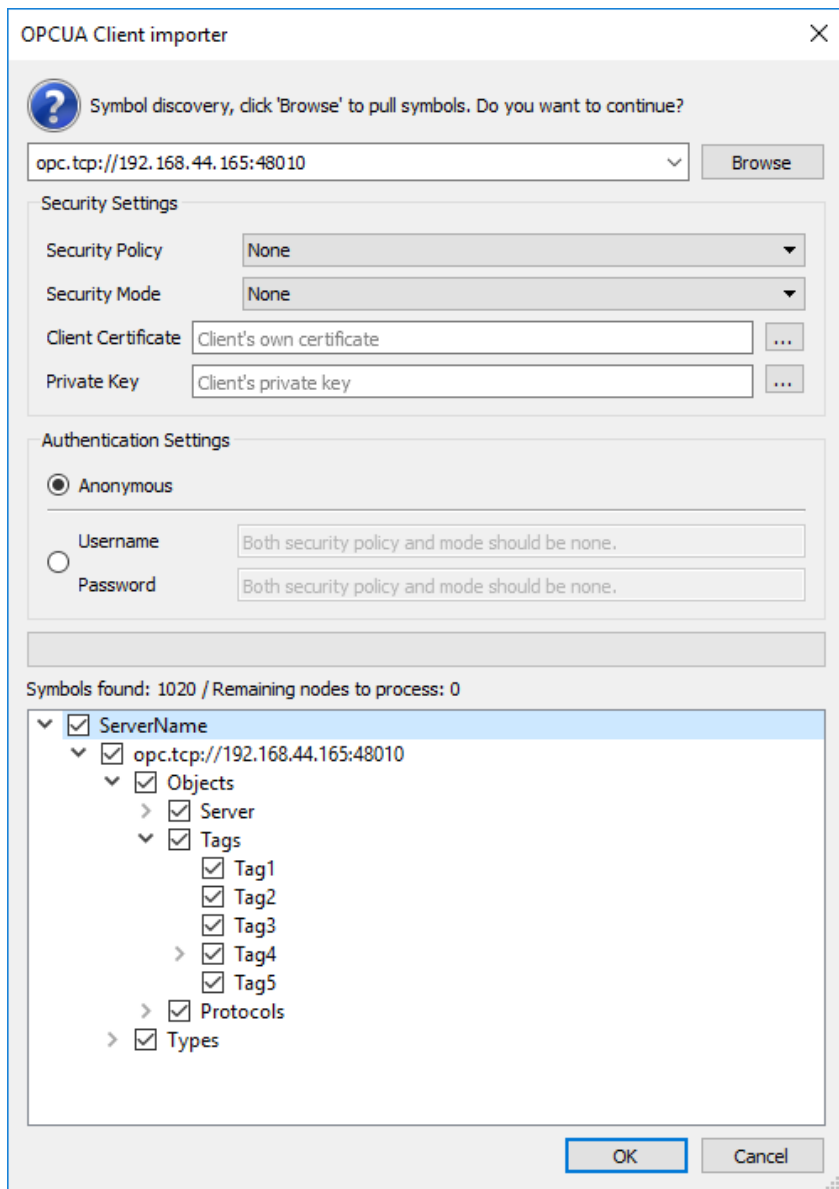 OPCUA Client importer
Symbol discovery, click 'Browse' to pull symbols. Do you want to continue?
opc.tcp://192.168.44.165:48010 Browse
Security Settings
Security Policy None
Security Mode None
Client Certificate Client's own certificate ...
Private Key Client's private key ...
Authentication Settings
Anonymous
Username Both security policy and mode should be none.
Password Both security policy and mode should be none.
Symbols found: 1020 / Remaining nodes to process: 0
ServerName
opc.tcp://192.168.44.165:48010
Objects
Server
Tags
Tag1
Tag2
Tag3
Tag4
Tag5
Protocols
Types
OK Cancel